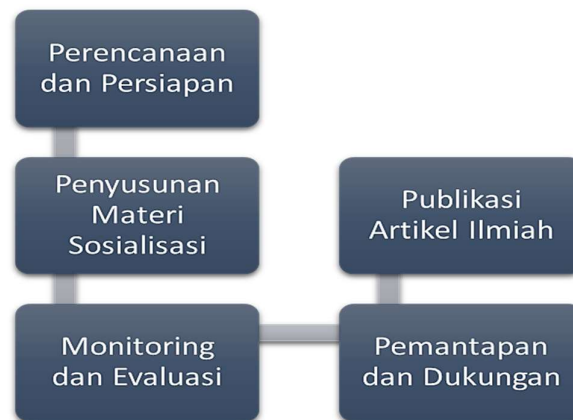 Perencanaan
dan Persiapan
Penyusunan
Materi
Sosialisasi
Monitoring
dan Evaluasi
Pemantapan
dan Dukungan
Publikasi
Artikel Ilmiah